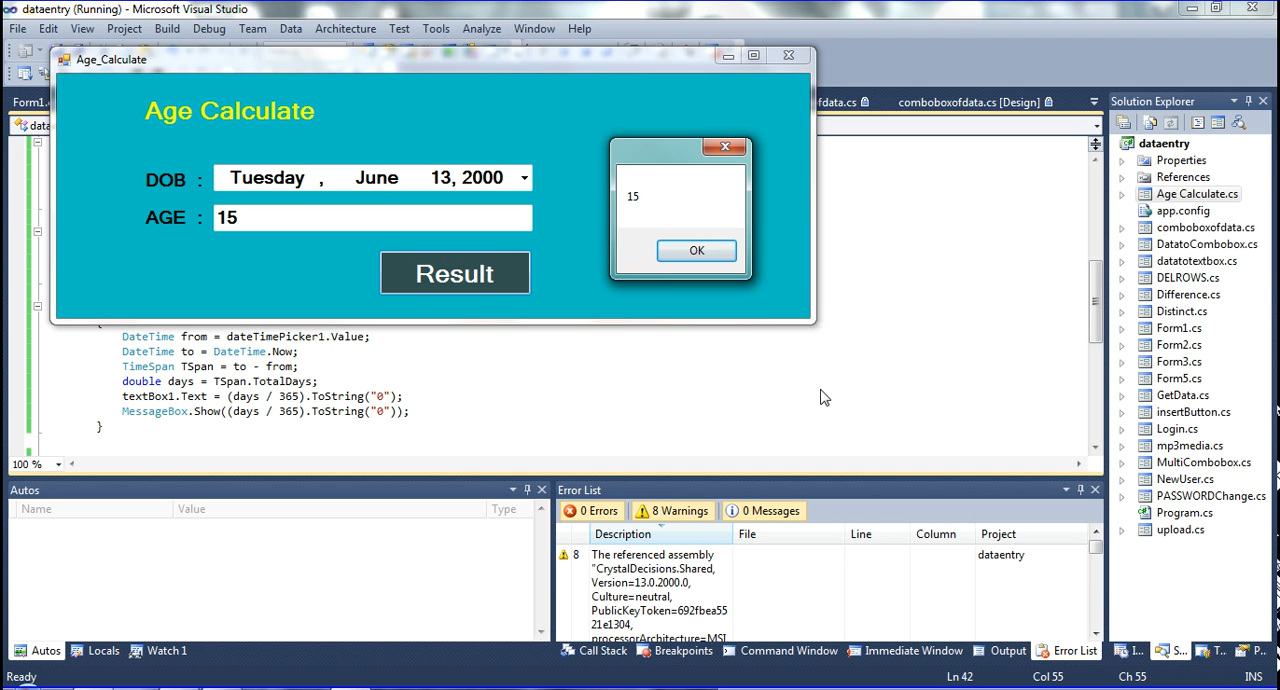 dataentry (Running) - Microsoft Visual Studio
File Edit View Project Build Debug Team Data Architecture Test Tools Analyze Window Help
Age_Calculate
Form1.
fdata.cs
comboboxofdata.cs [Design]
Solution Explorer
Age Calculate
DOB : Tuesday , June 13, 2000
AGE : 15
Result
15
OK
DateTime from = dateTimePicker1.Value;
DateTime to = DateTime.Now;
TimeSpan TSpan = to - from;
double days = TSpan.TotalDays;
textBox1.Text = (days / 365).ToString("0");
MessageBox.Show((days / 365).ToString("0"));
}
100 %
dataentry
Properties
References
Age Calculate.cs
app.config
comboboxofdata.cs
DatatoCombobox.cs
datatotextbox.cs
DELROWS.cs
Difference.cs
Distinct.cs
Form1.cs
Form2.cs
Form3.cs
Form5.cs
GetData.cs
insertButton.cs
Login.cs
mp3media.cs
MultiCombobox.cs
NewUser.cs
PASSWORDChange.cs
Program.cs
upload.cs
Autos
Name Value Type
Error List
0 Errors 8 Warnings 0 Messages
Description File Line Column Project
8 The referenced assembly dataentry
"CrystalDecisions.Shared,
Version=13.0.2000.0,
Culture=neutral,
PublicKeyToken=692fbea55
21e1304,
processorArchitecture=MSI
Autos Locals Watch 1
Call Stack Breakpoints Command Window Immediate Window Output Error List I... S... T... P...
Ready Ln 42 Col 55 Ch 55 INS